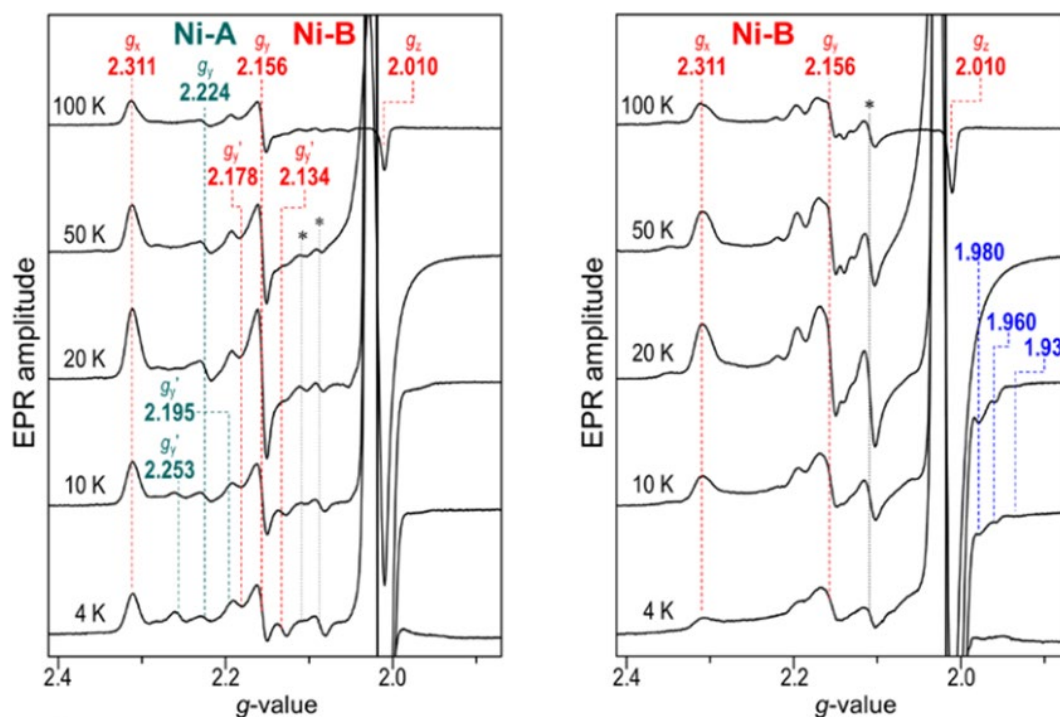 Ni-A Ni-B
gx gy gz
2.311 2.156 2.010
gy
2.224
100 K
gy' gy'
2.178 2.134
* *
50 K
20 K
gy'
2.195
gy'
2.253
10 K
4 K
EPR amplitude
2.4 2.2 2.0
g-value
Ni-B
gx gy gz
2.311 2.156 2.010
100 K *
50 K
1.980
1.960
1.93
20 K
10 K
4 K
EPR amplitude
2.4 2.2 2.0
g-value